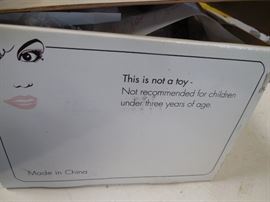 This is not a toy -
Not recommended for children
under three years of age.
Made in China